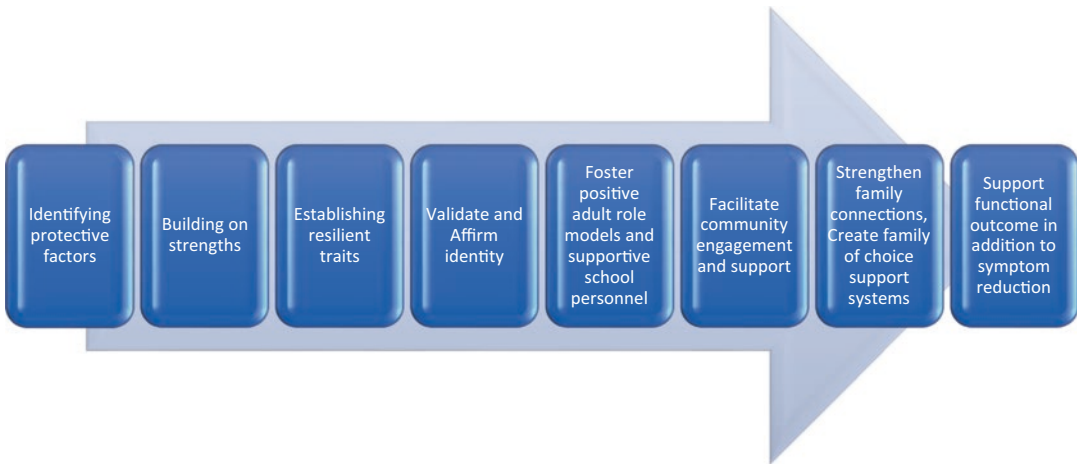 Identifying
protective
factors
Building on
strengths
Establishing
resilient
traits
Validate and
Affirm
identity
Foster
positive
adult role
models and
supportive
school
personnel
Facilitate
community
engagement
and support
Strengthen
family
connections,
Create family
of choice
support
systems
Support
functional
outcome in
addition to
symptom
reduction